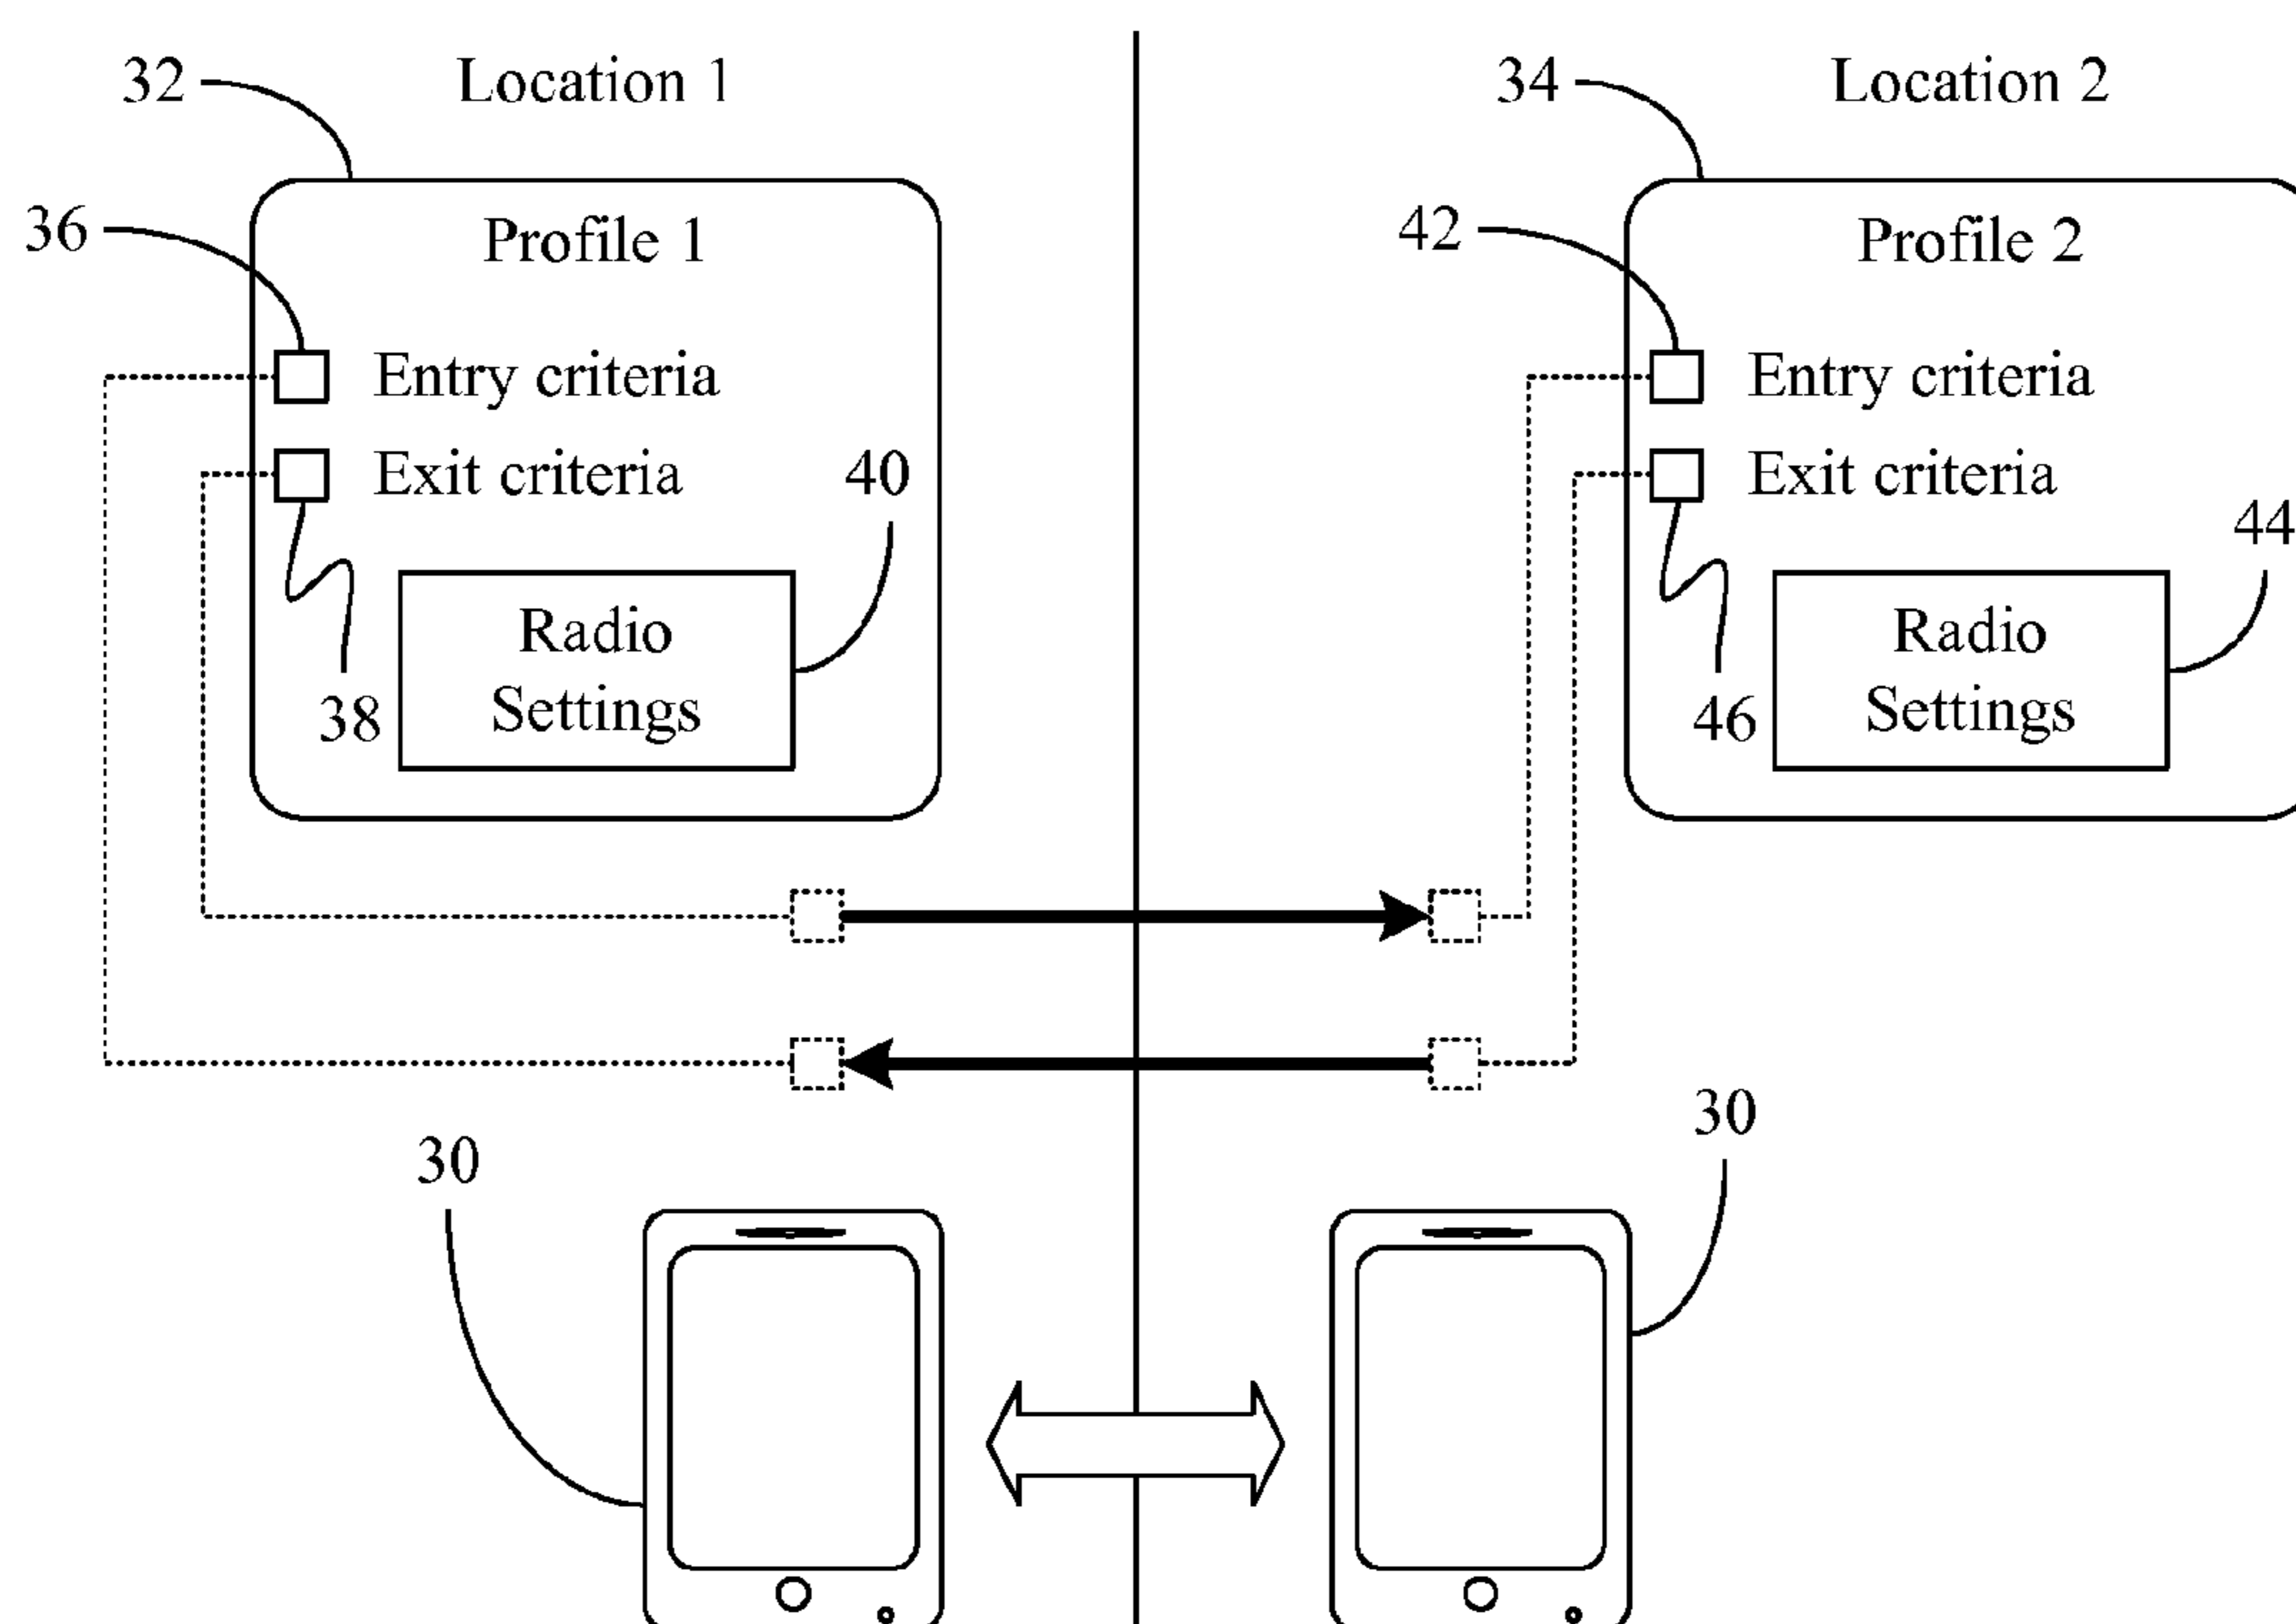 32
Location 1
34
Location 2
36
Profile 1
42
Profile 2
Entry criteria
Entry criteria
Exit criteria
40
Exit criteria
44
Radio
Settings
38
Radio
Settings
46
30
30